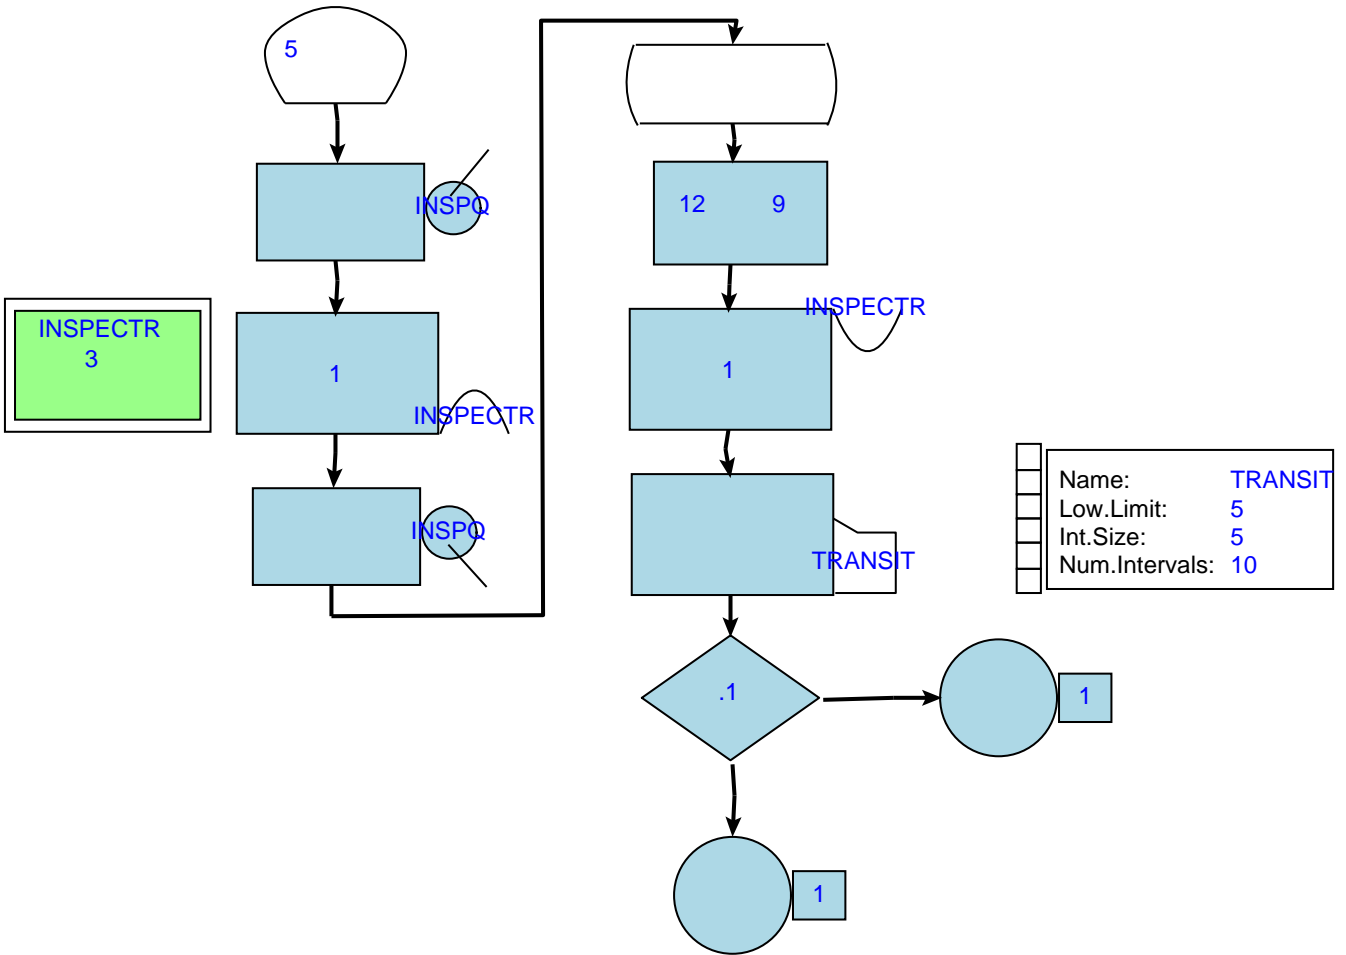 5
INSPQ
INSPECTR
3
1
INSPECTR
INSPQ
12 9
INSPECTR
1
TRANSIT
Name: TRANSIT
Low.Limit: 5
Int.Size: 5
Num.Intervals: 10
.1
1
1